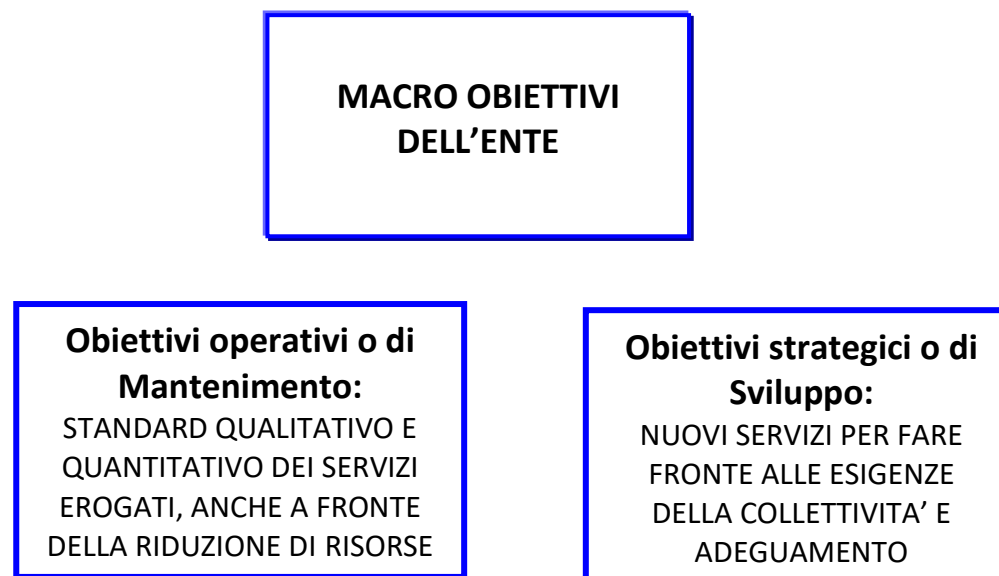 MACRO OBIETTIVI
DELL’ENTE
Obiettivi operativi o di
Mantenimento:
STANDARD QUALITATIVO E
QUANTITATIVO DEI SERVIZI
EROGATI, ANCHE A FRONTE
DELLA RIDUZIONE DI RISORSE
Obiettivi strategici o di
Sviluppo:
NUOVI SERVIZI PER FARE
FRONTE ALLE ESIGENZE
DELLA COLLETTIVITA’ E
ADEGUAMENTO